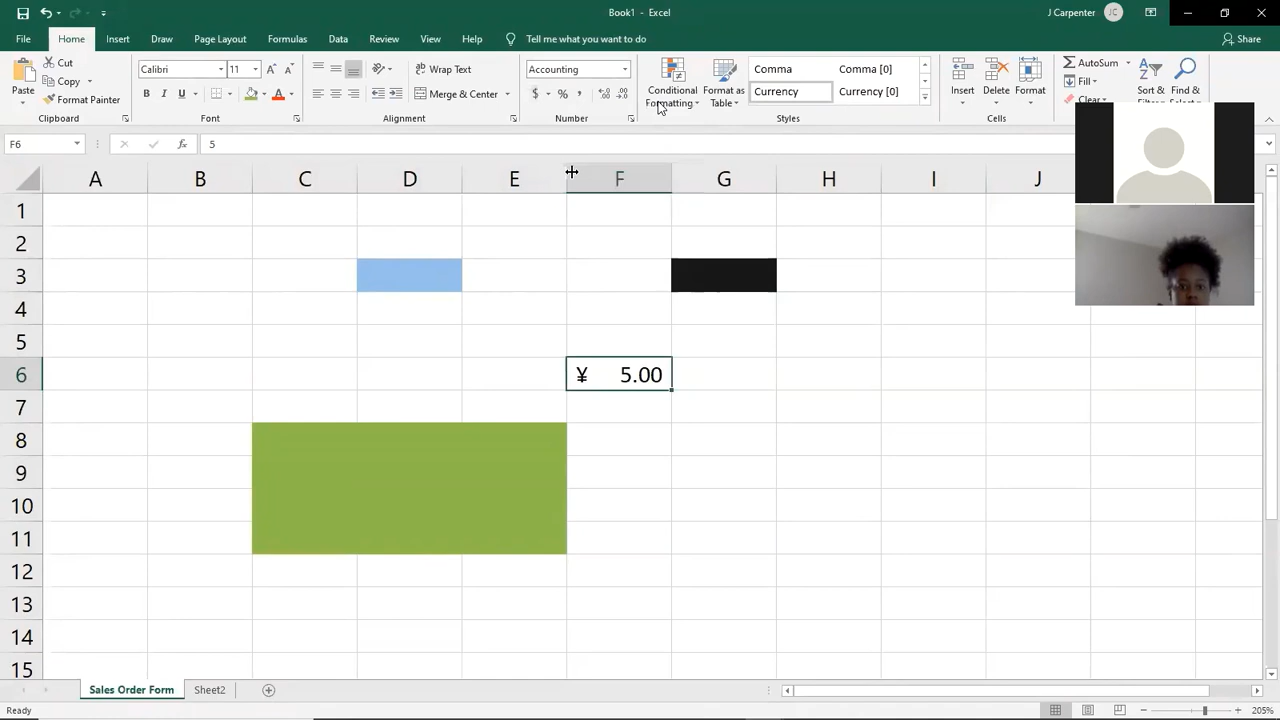 Book1 - Excel
J Carpenter JC
File Home Insert Draw Page Layout Formulas Data Review View Help Tell me what you want to do Share
Paste
Cut
Copy
Format Painter
Clipboard
Calibri 11 A A
B I U A
Font
Wrap Text
Merge & Center
Alignment
Accounting
$ % ,
Number
Conditional
Formatting
Format as
Table
Comma Comma [0]
Currency Currency [0]
Styles
Insert Delete Format
Cells
AutoSum
Fill
Clear
Sort &
Find &
F6 fx 5
A B C D E F G H I J
1
2
3
4
5
6 ¥ 5.00
7
8
9
10
11
12
13
14
15
Sales Order Form Sheet2
Ready 205%